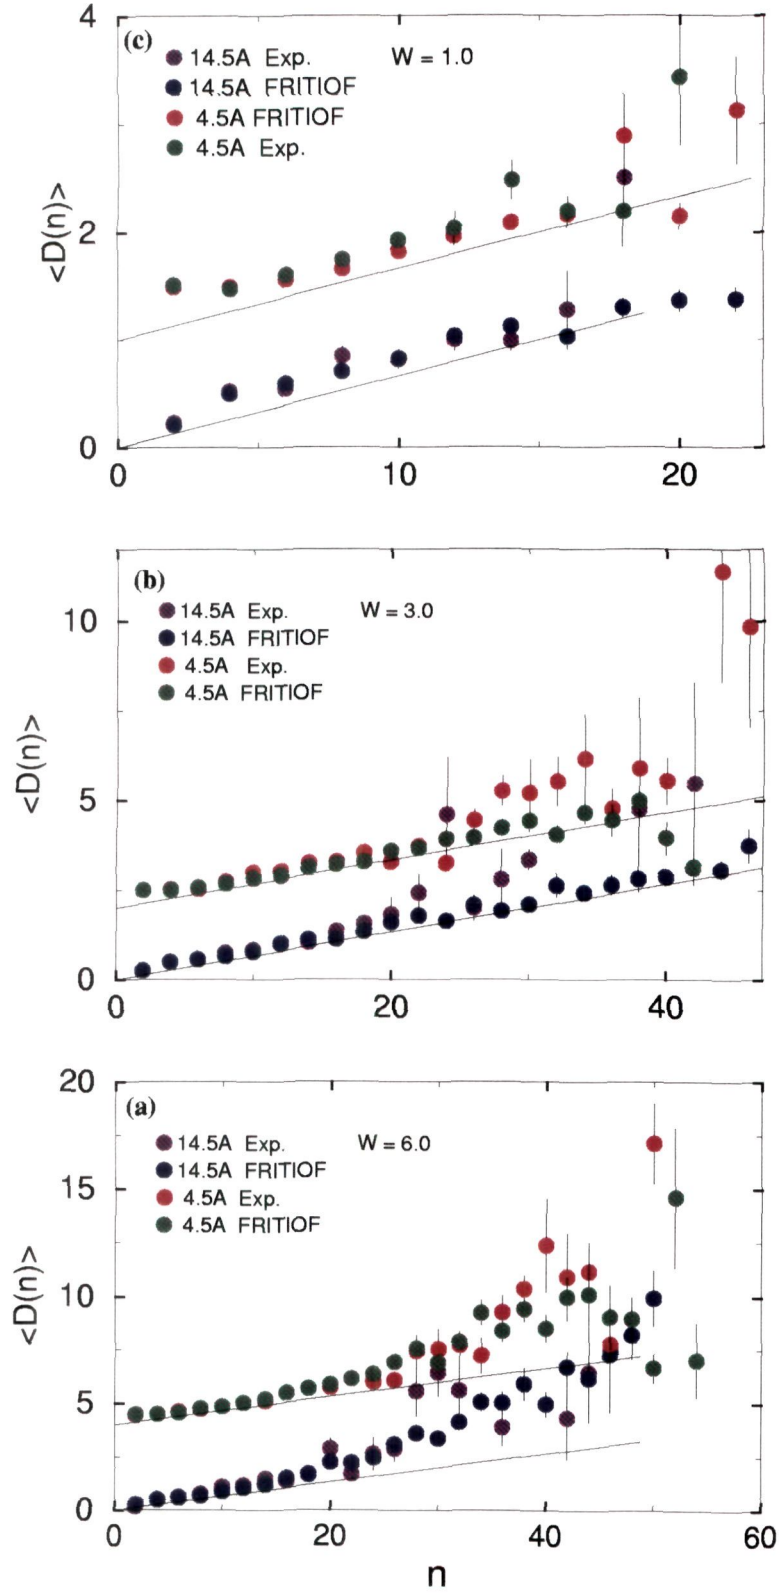 4
(c)
14.5A Exp.
W = 1.0
14.5A FRITIOF
4.5A FRITIOF
4.5A Exp.
<D(n)>
2
0
0 10 20
(b)
14.5A Exp.
W = 3.0
14.5A FRITIOF
4.5A Exp.
4.5A FRITIOF
10
<D(n)>
5
0
0 20 40
20
(a)
14.5A Exp.
W = 6.0
14.5A FRITIOF
4.5A Exp.
4.5A FRITIOF
15
<D(n)>
10
5
0
0 20 40 60
n